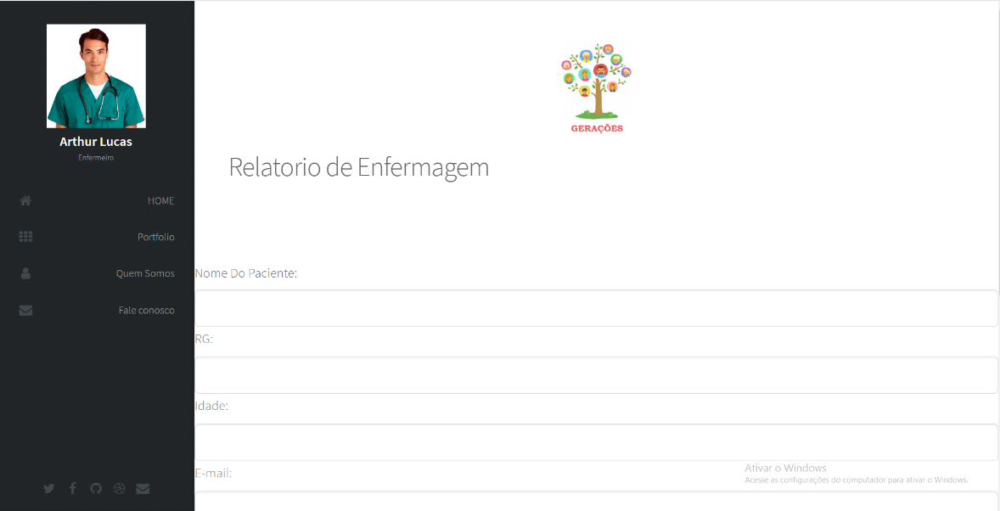 Arthur Lucas
Enfermeiro
HOME
Portfolio
Quem Somos
Fale conosco
GERAÇÕES
Relatorio de Enfermagem
Nome Do Paciente:
RG:
Idade:
E-mail:
Ativar o Windows
Acesse as configurações do computador para ativar o Windows.